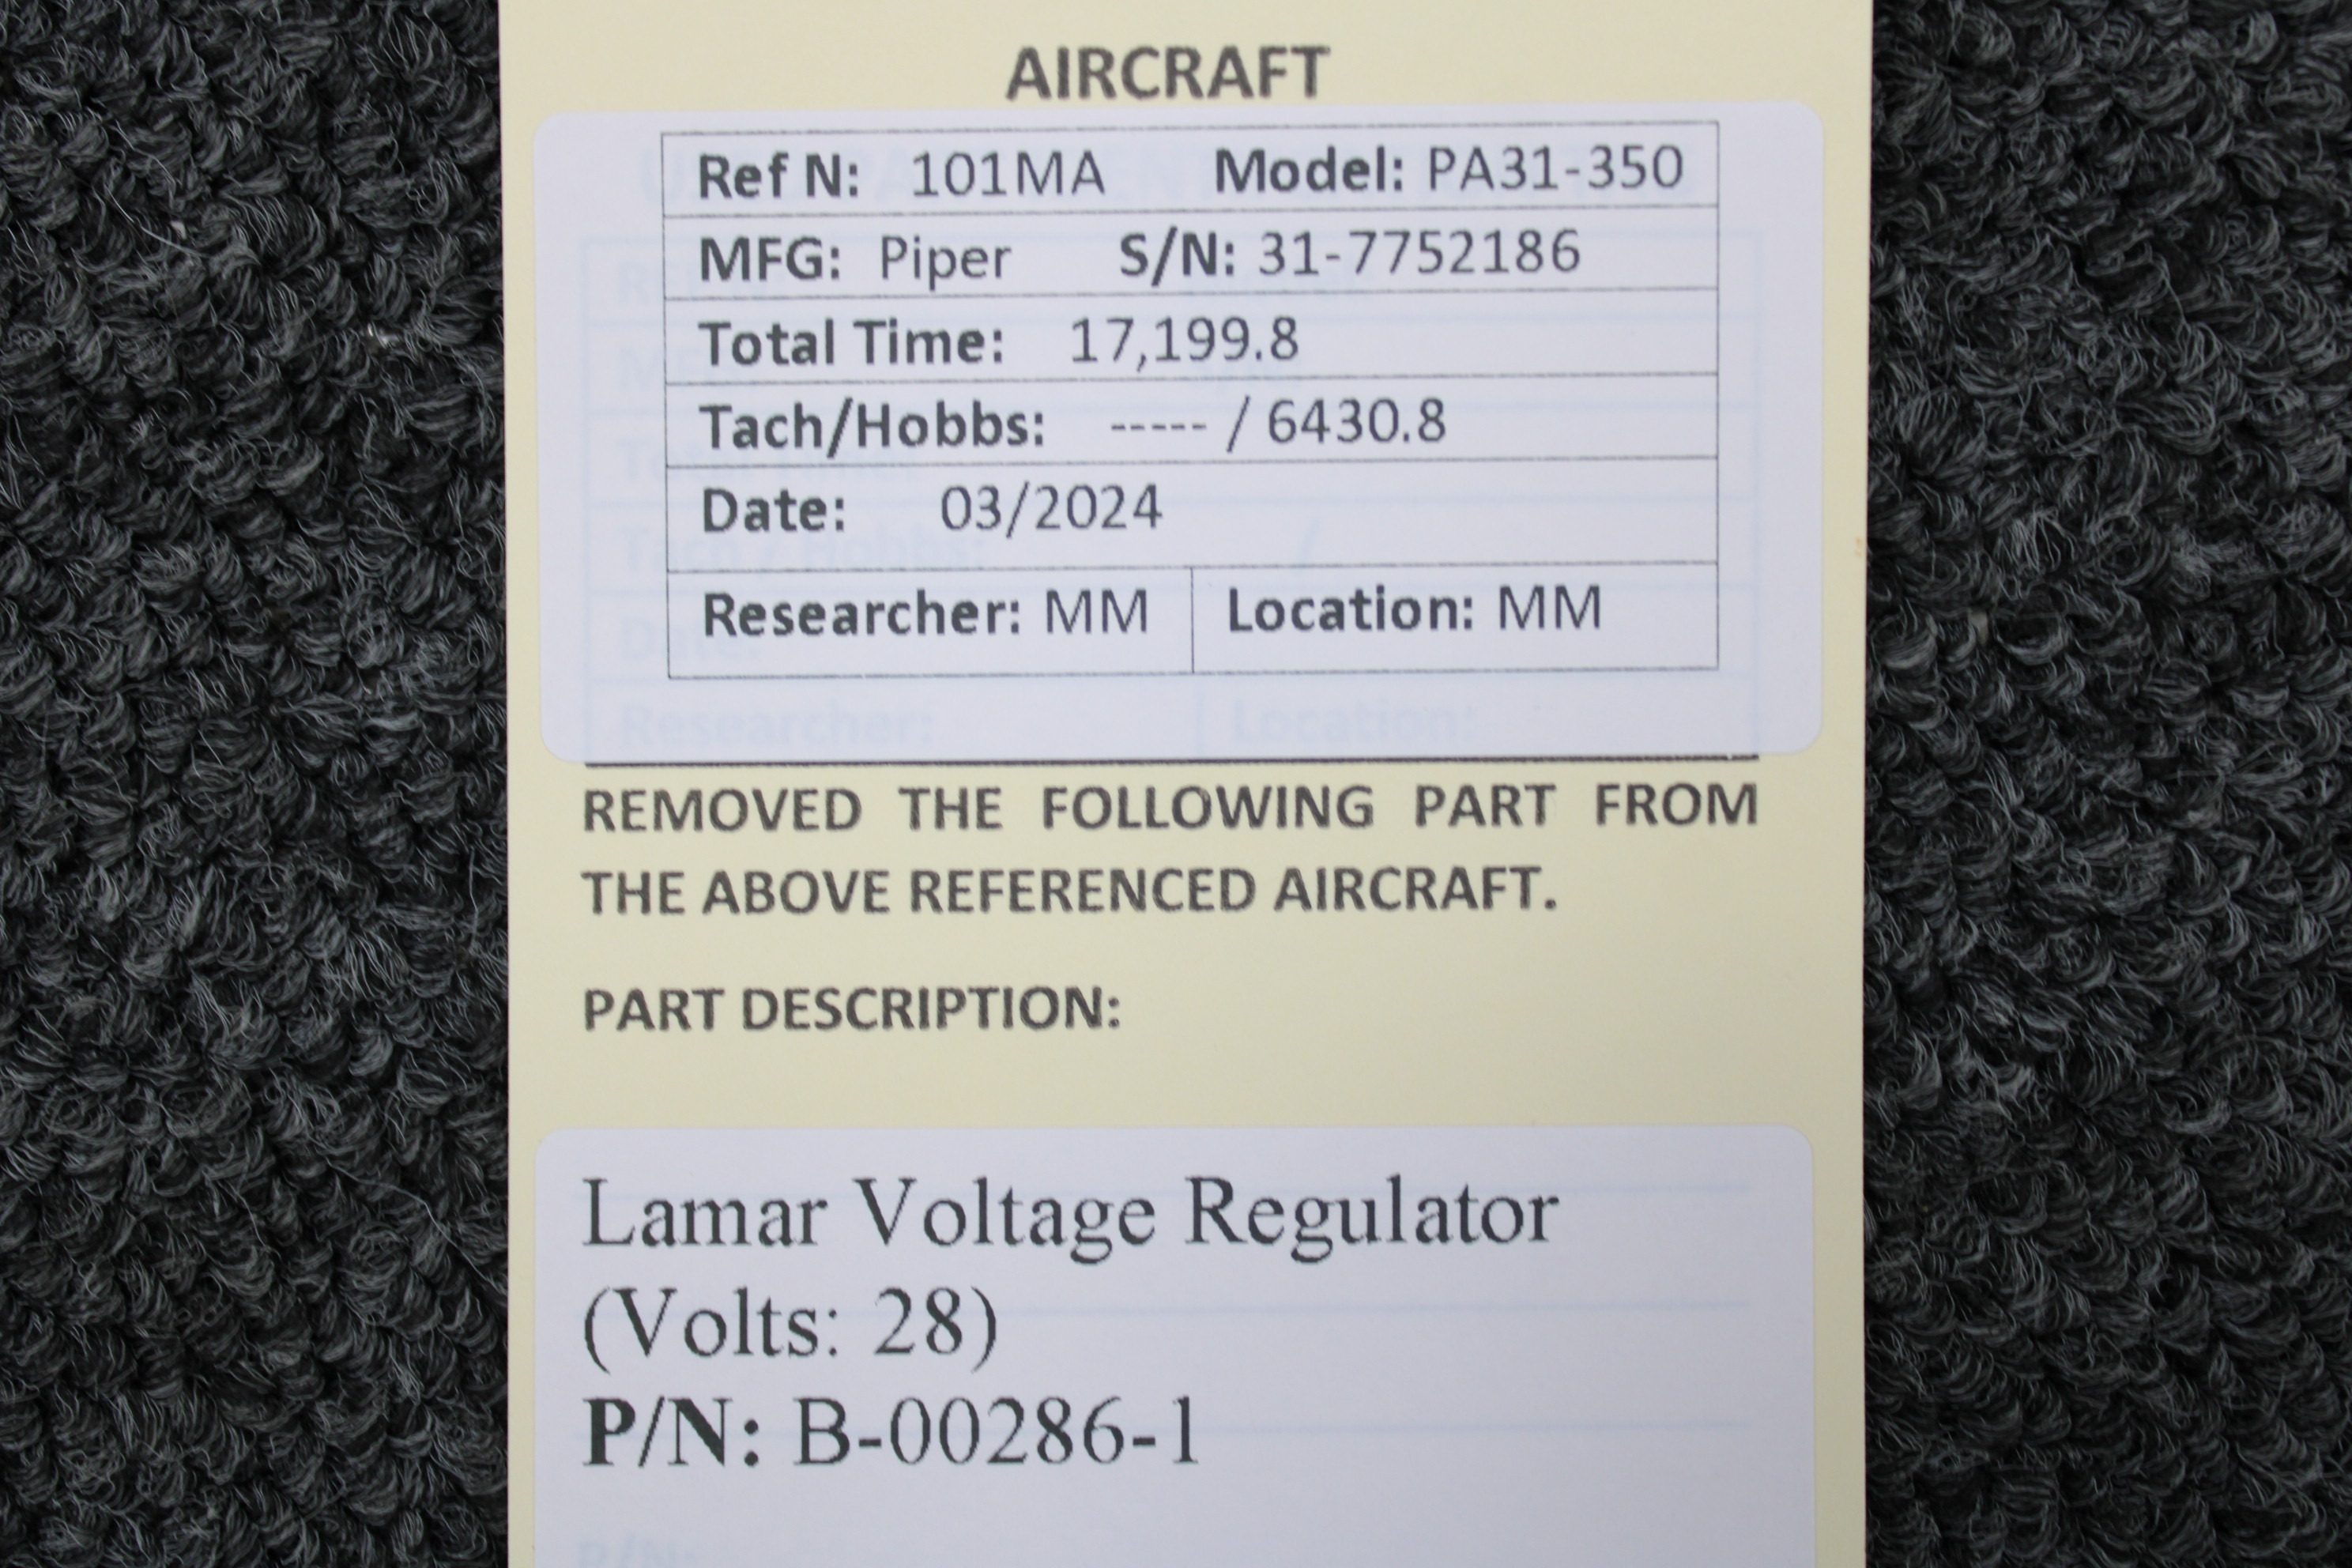 AIRCRAFT
Ref N: 101MA Model: PA31-350
MFG: Piper S/N: 31-7752186
Total Time: 17,199.8
Tach/Hobbs: ----- / 6430.8
Date: 03/2024
Researcher: MM Location: MM
Researcher: Location:
REMOVED THE FOLLOWING PART FROM
THE ABOVE REFERENCED AIRCRAFT.
PART DESCRIPTION:
Lamar Voltage Regulator
(Volts: 28)
P/N: B-00286-1
P/N: